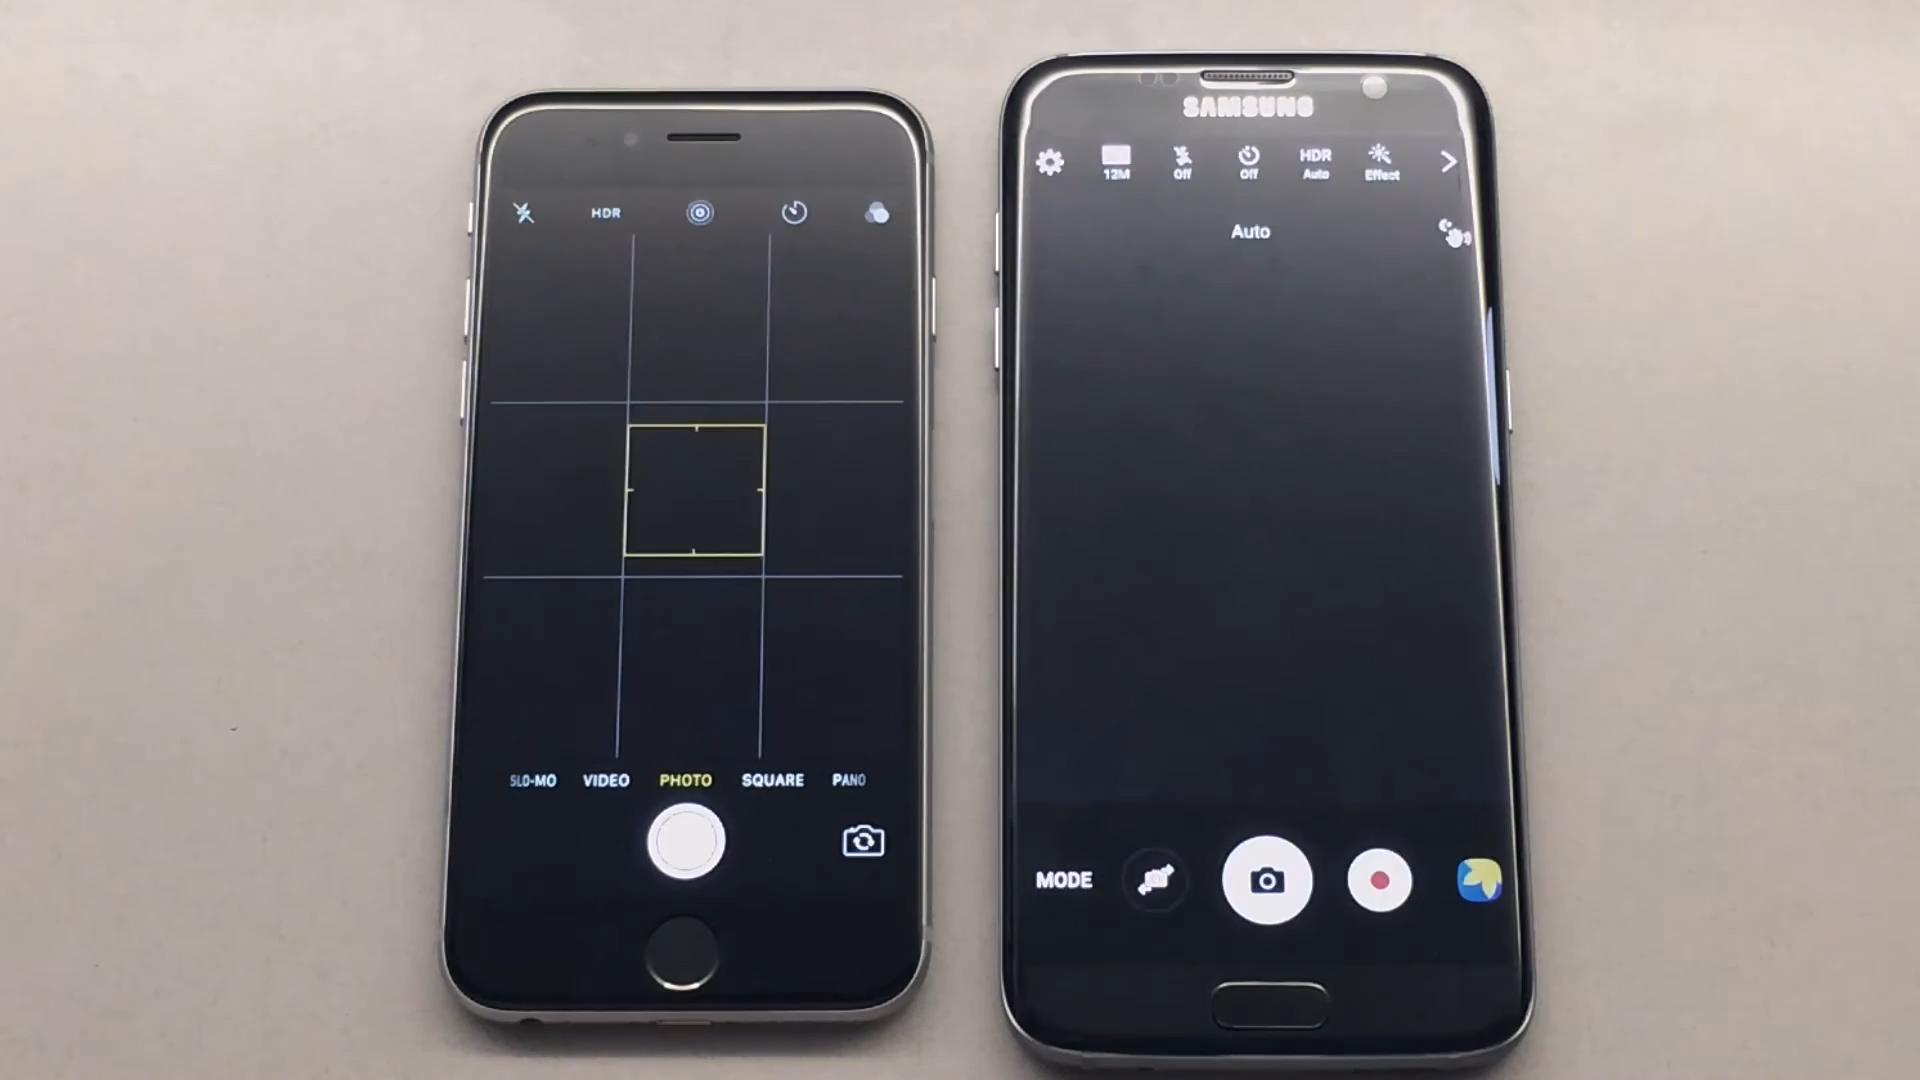 HDR
SLO-MO VIDEO PHOTO SQUARE PANO
SAMSUNG
12M Off Off HDR Auto Effect
Auto
MODE